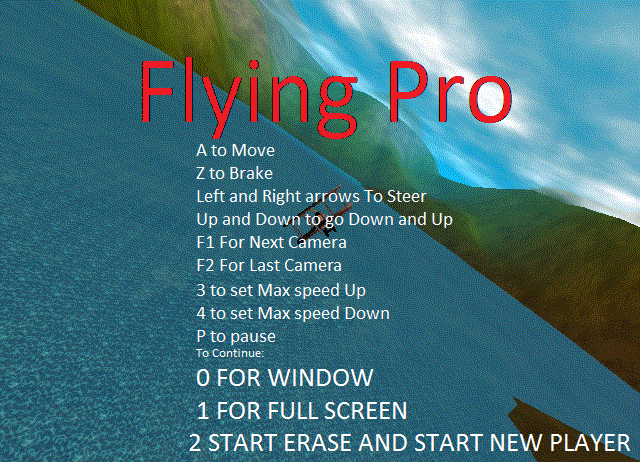 Flying Pro
A to Move
Z to Brake
Left and Right arrows To Steer
Up and Down to go Down and Up
F1 For Next Camera
F2 For Last Camera
3 to set Max speed Up
4 to set Max speed Down
P to pause
To Continue:
0 FOR WINDOW
1 FOR FULL SCREEN
2 START ERASE AND START NEW PLAYER